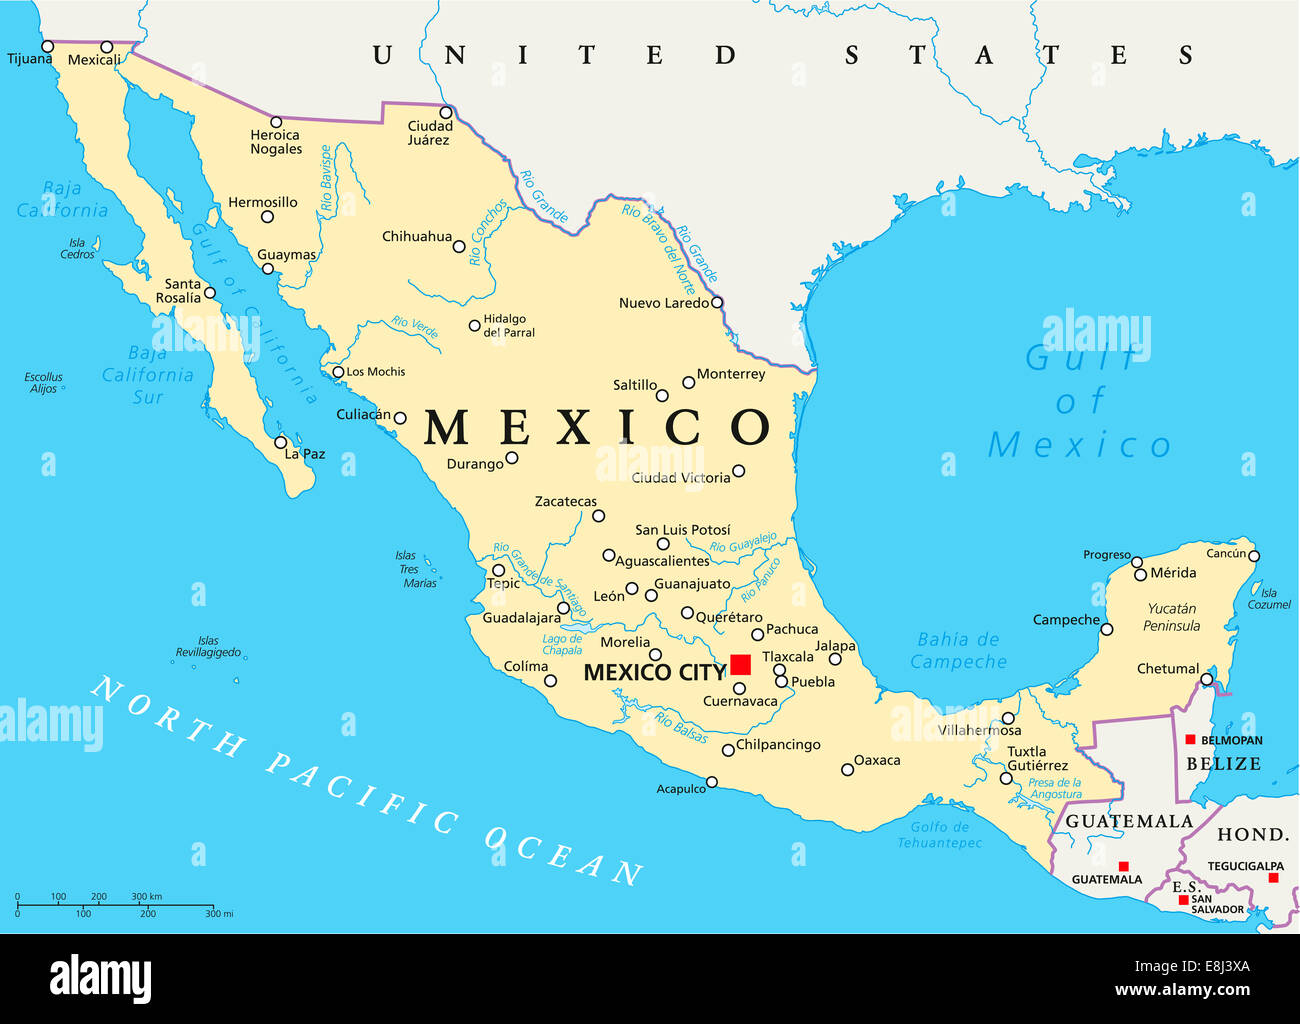 UNITED STATES
Tijuana
Mexicali
Heroica
Nogales
Ciudad
Juárez
Río Bavispe
Río Grande
Baja
California
Hermosillo
Río Conchos
Río Bravo del Norte
Río Grande
Isla
Cedros
Gulf of California
Guaymas
Chihuahua
Santa
Rosalía
Nuevo Laredo
Hidalgo
del Parral
Río Verde
Baja
California
Sur
Escollus
Alijos
Los Mochis
Monterrey
Saltillo
Gulf
of
Mexico
Culiacán
MEXICO
La Paz
Durango
Ciudad Victoria
Zacatecas
San Luis Potosí
Río Guayalejo
Islas
Tres
Marías
Río Grande de Santiago
Tepic
Aguascalientes
Río Panuco
León
Guanajuato
Guadalajara
Querétaro
Progreso
Cancún
Mérida
Isla
Cozumel
Yucatán
Peninsula
Campeche
Lago de
Chapala
Morelia
Pachuca
Jalapa
Tlaxcala
Bahía de
Campeche
Islas
Revillagigedo
Colíma
MEXICO CITY
Puebla
Chetumal
Cuernavaca
Río Balsas
Villahermosa
Chilpancingo
Oaxaca
Tuxtla
Gutiérrez
Presa de la
Angostura
Acapulco
BELMOPAN
BELIZE
NORTH PACIFIC OCEAN
Golfo de
Tehuantepec
GUATEMALA
HOND.
GUATEMALA
TEGUCIGALPA
E.S.
SAN
SALVADOR
0 100 200 300 km
0 100 200 300 mi
alamy
alamy
alamy
alamy
alamy
alamy
alamy
a
a
a
a
a
a
a
a
a
alamy
Image ID: E8J3XA
www.alamy.com